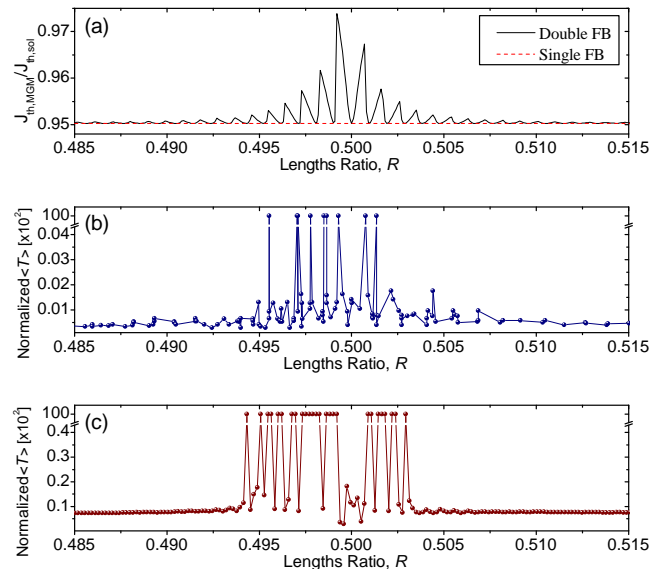 (a)
J_th,MGM/J_th,sol
0.97
0.96
0.95
Double FB
Single FB
0.485 0.490 0.495 0.500 0.505 0.510 0.515
Lengths Ratio, R
(b)
Normalized<T> [x10²]
100
0.04
0.03
0.02
0.01
0.485 0.490 0.495 0.500 0.505 0.510 0.515
Lengths Ratio, R
(c)
Normalized<T> [x10²]
100
0.4
0.3
0.2
0.1
0.485 0.490 0.495 0.500 0.505 0.510 0.515
Lengths Ratio, R